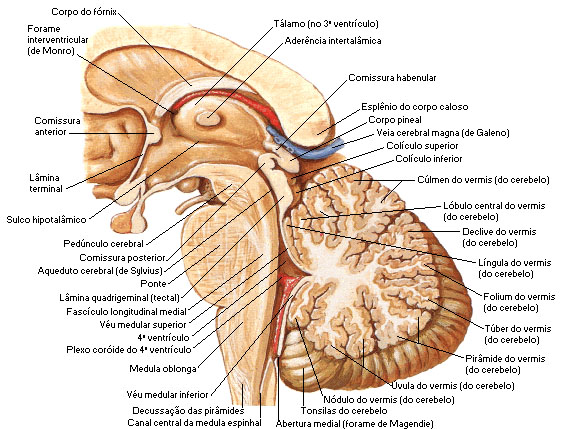 Corpo do fórnix
Forame
interventricular
(de Monro)
Comissura
anterior
Lâmina
terminal
Sulco hipotalâmico
Pedúnculo cerebral
Comissura posterior
Aqueduto cerebral (de Sylvius)
Ponte
Lâmina quadrigeminal (tectal)
Fascículo longitudinal medial
Véu medular superior
4º ventrículo
Plexo coróide do 4º ventrículo
Medula oblonga
Véu medular inferior
Decussação das pirâmides
Canal central da medula espinhal
Tálamo (no 3º ventrículo)
Aderência intertalâmica
Comissura habenular
Esplênio do corpo caloso
Corpo pineal
Veia cerebral magna (de Galeno)
Colículo superior
Colículo inferior
Cúlmen do vermis (do cerebelo)
Lóbulo central do vermis
(do cerebelo)
Declive do vermis
(do cerebelo)
Língula do vermis
(do cerebelo)
Folium do vermis
(do cerebelo)
Túber do vermis
(do cerebelo)
Pirâmide do vermis
(do cerebelo)
Úvula do vermis (do cerebelo)
Nódulo do vermis (do cerebelo)
Tonsilas do cerebelo
Abertura medial (forame de Magendie)